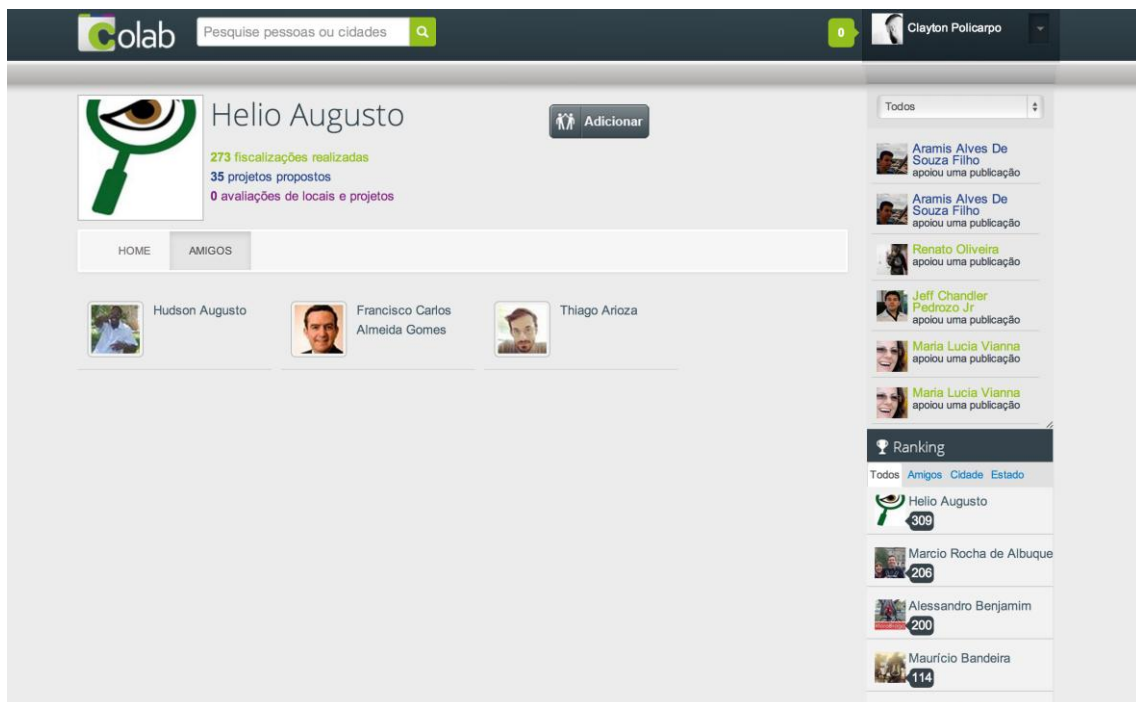 Colab
Pesquise pessoas ou cidades
0
Clayton Policarpo
Helio Augusto
Adicionar
273 fiscalizações realizadas
35 projetos propostos
0 avaliações de locais e projetos
HOME
AMIGOS
Hudson Augusto
Francisco Carlos
Almeida Gomes
Thiago Arioza
Todos
Aramis Alves De
Souza Filho
apoiou uma publicação
Aramis Alves De
Souza Filho
apoiou uma publicação
Renato Oliveira
apoiou uma publicação
Jeff Chandler
Pedrozo Jr
apoiou uma publicação
Maria Lucia Vianna
apoiou uma publicação
Maria Lucia Vianna
apoiou uma publicação
Ranking
Todos Amigos Cidade Estado
Helio Augusto
309
Marcio Rocha de Albuque
206
Alessandro Benjamim
200
Maurício Bandeira
114